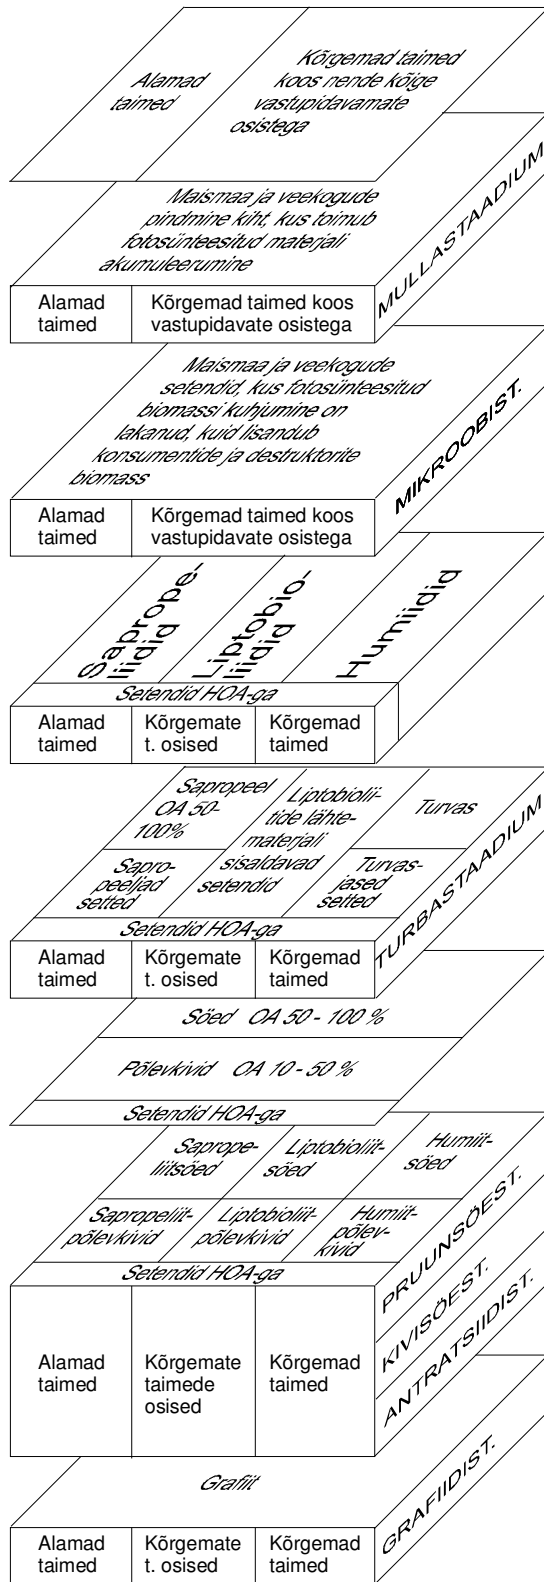 Alamad
taimed
Kõrgemad taimed
koos nende kõige
vastupidavamate
osistega
MULLASTAADIUM
Maismaa ja veekogude
pindmine kiht, kus toimub
fotosünteesitud materjali
akumuleerumine
Alamad
taimed
Kõrgemad taimed koos
vastupidavate osistega
Maismaa ja veekogude
setendid, kus fotosünteesitud
biomassi kuhjumine on
lakanud, kuid lisandub
konsumentide ja destruktorite
biomass
MIKROOBIST.
Alamad
taimed
Kõrgemad taimed koos
vastupidavate osistega
Saprope-
liidid
Liptobio-
liidid
Humiidid
Setendid HOA-ga
Alamad
taimed
Kõrgemate
t. osised
Kõrgemad
taimed
Sapropeel
OA 50-
100%
Liptobiolii-
tide lähte-
materjali
sisaldavad
setendid
Turvas
Sapro-
peeljad
setted
Turvas-
jased
setted
Setendid HOA-ga
TURBASTAADIUM
Alamad
taimed
Kõrgemate
t. osised
Kõrgemad
taimed
Söed OA 50 - 100 %
Põlevkivid OA 10 - 50 %
Setendid HOA-ga
Saprope-
liitsöed
Liptobioliit-
söed
Humiit-
söed
Sapropeliit-
põlevkivid
Liptobioliit-
põlevkivid
Humiit-
põlev-
kivid
Setendid HOA-ga
PRUUNSÖEST.
KIVISÖEST.
ANTRATSIIDIST.
Alamad
taimed
Kõrgemate
taimede
osised
Kõrgemad
taimed
Grafiit
GRAFIIDIST.
Alamad
taimed
Kõrgemate
t. osised
Kõrgemad
taimed